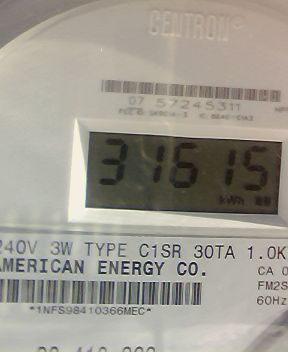 CENTRON®
07 57245311
31615
kWh
240V 3W TYPE C1SR 30TA 1.0K
AMERICAN ENERGY CO.
CA 0
FM2S
60Hz
*1NFS98410366MEC*